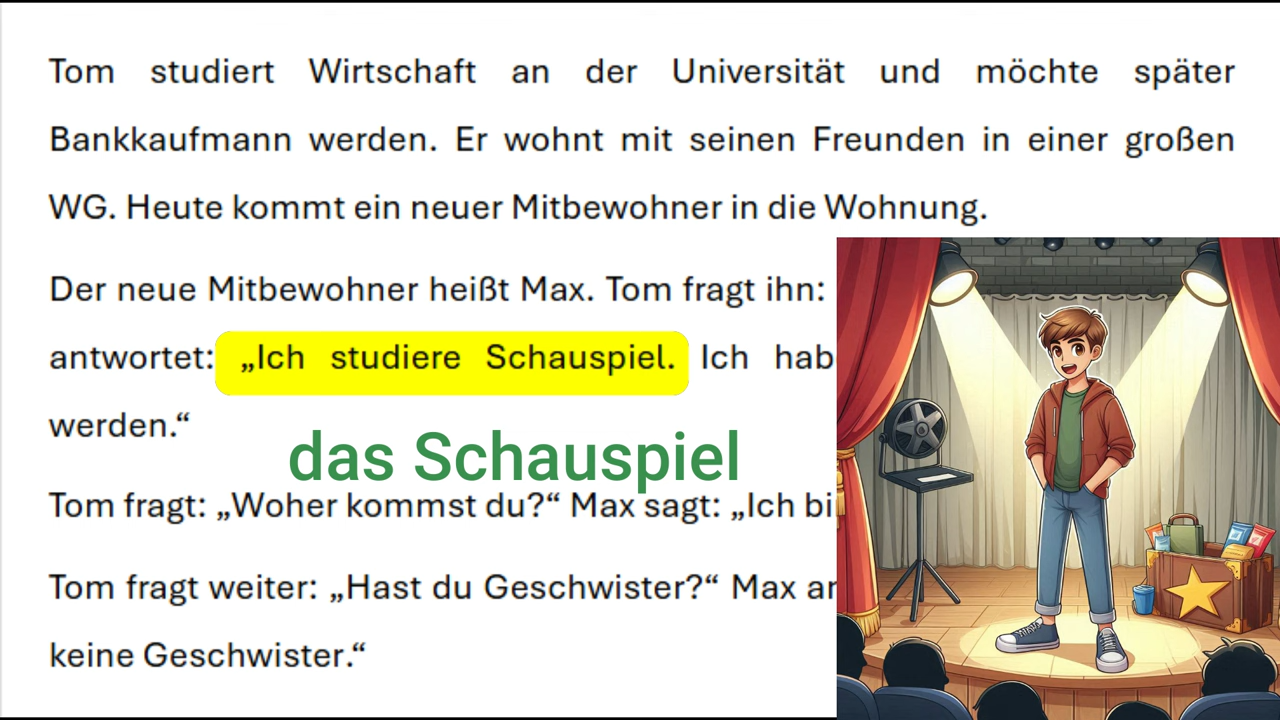 Tom studiert Wirtschaft an der Universität und möchte später
Bankkaufmann werden. Er wohnt mit seinen Freunden in einer großen
WG. Heute kommt ein neuer Mitbewohner in die Wohnung.
Der neue Mitbewohner heißt Max. Tom fragt ihn:
antwortet: „Ich studiere Schauspiel. Ich hab
werden.“
das Schauspiel
Tom fragt: „Woher kommst du?“ Max sagt: „Ich bi
Tom fragt weiter: „Hast du Geschwister?“ Max an
keine Geschwister.“